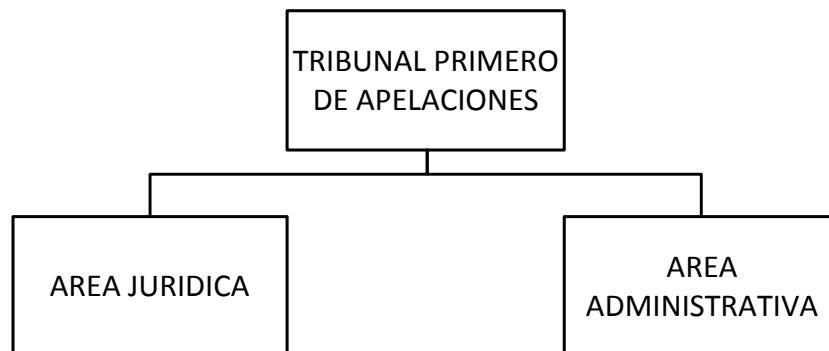 TRIBUNAL PRIMERO
DE APELACIONES
AREA JURIDICA
AREA
ADMINISTRATIVA